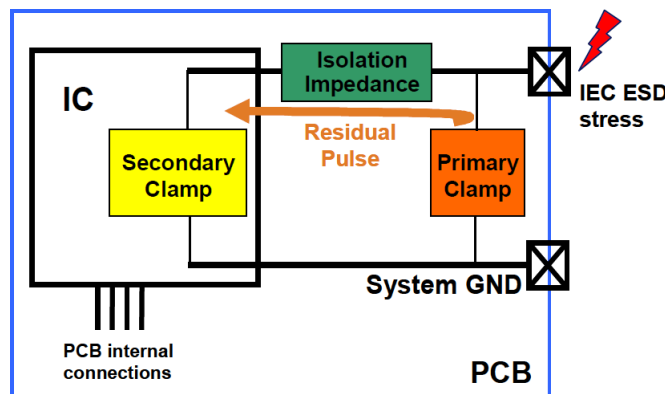 Isolation
Impedance
IC
IEC ESD
stress
Residual
Pulse
Secondary
Clamp
Primary
Clamp
System GND
PCB internal
connections
PCB